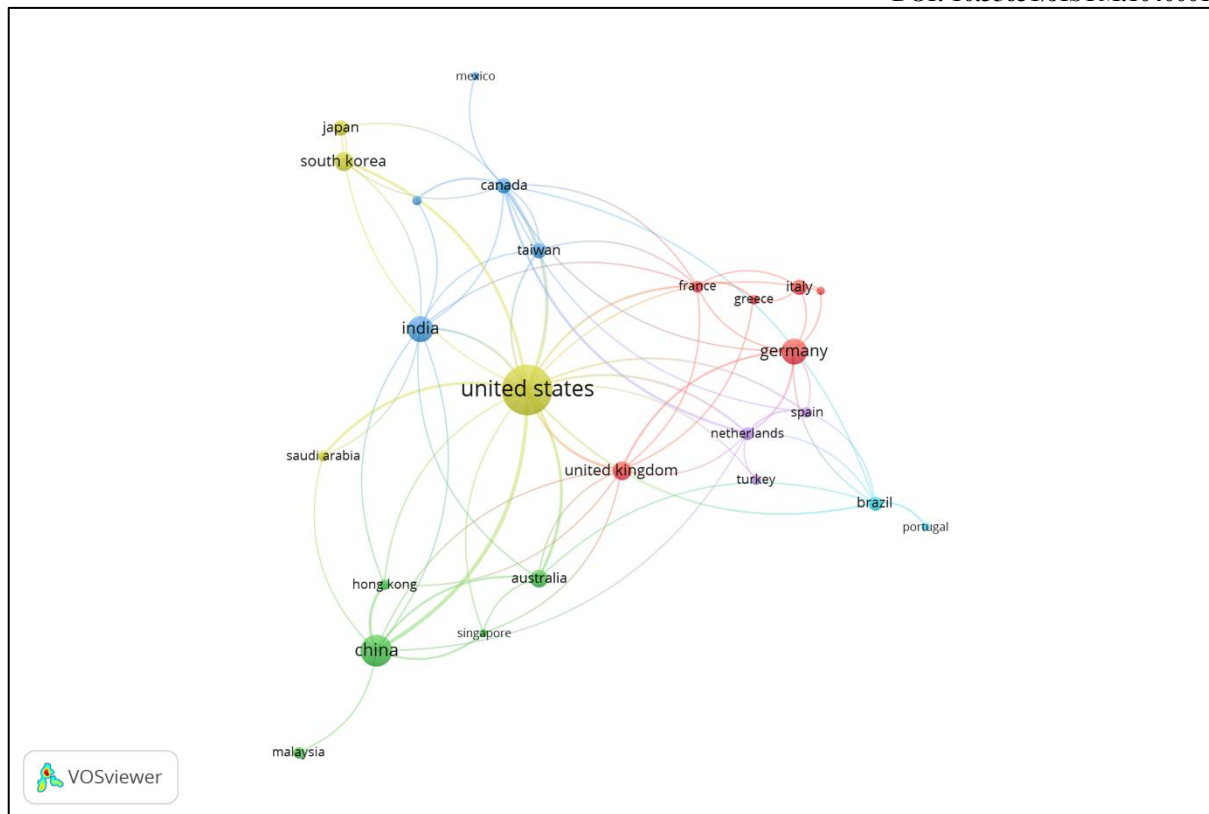 mexico
japan
south korea
canada
taiwan
france
italy
greece
india
germany
united states
spain
netherlands
saudi arabia
united kingdom
turkey
brazil
portugal
hong kong
australia
singapore
china
malaysia
VOSviewer